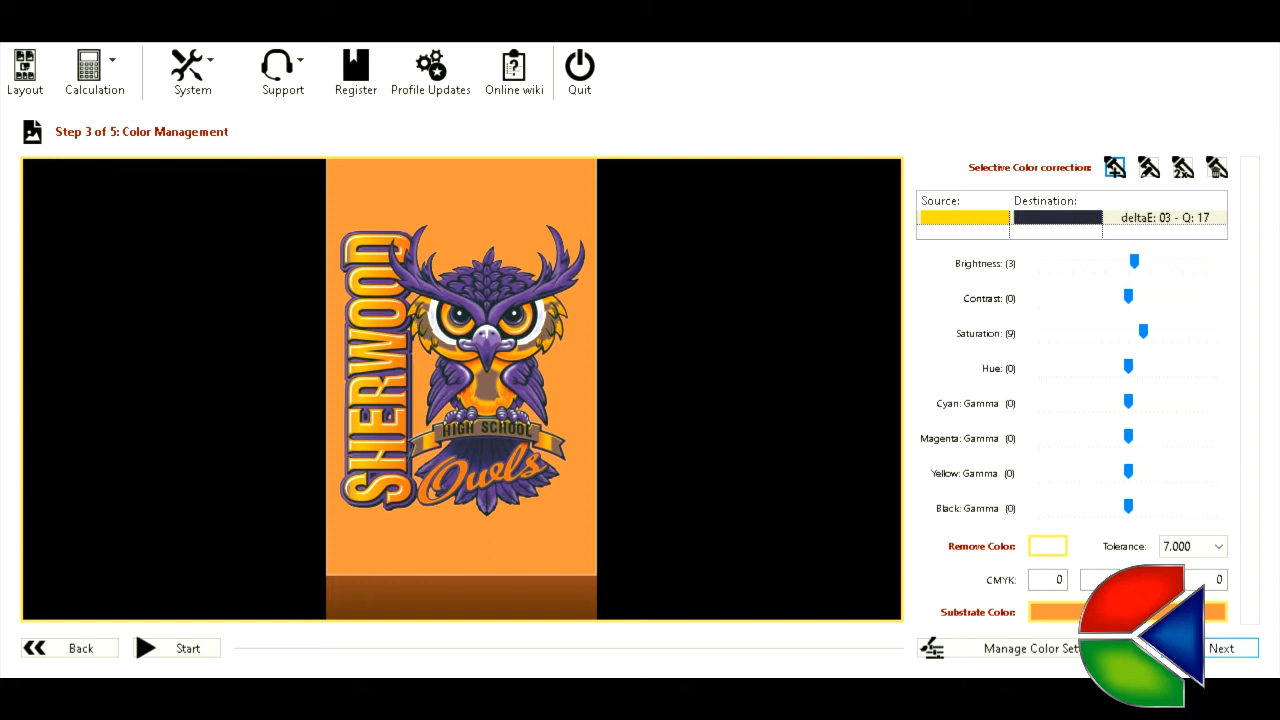 Layout
Calculation
System
Support
Register
Profile Updates
Online wiki
Quit
Step 3 of 5: Color Management
SHERWOOD
HIGH SCHOOL
Owls
Selective Color correction:
Source:
Destination:
deltaE: 03 - Q: 17
Brightness: (3)
Contrast: (0)
Saturation: (9)
Hue: (0)
Cyan: Gamma (0)
Magenta: Gamma (0)
Yellow: Gamma (0)
Black: Gamma (0)
Remove Color:
Tolerance: 7.000
CMYK: 0 0
Substrate Color:
Back
Start
Manage Color
Next